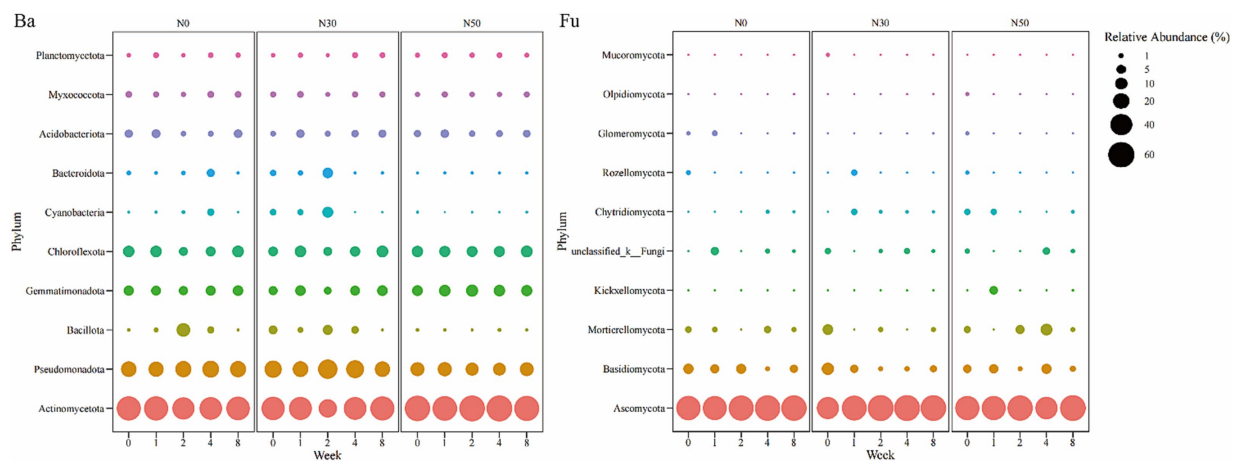 Ba
N0 N30 N50
Planctomycetota
Myxococcota
Acidobacteriota
Bacteroidota
Cyanobacteria
Chloroflexota
Gemmatimonadota
Bacillota
Pseudomonadota
Actinomycetota
Phylum
0 1 2 4 8 0 1 2 4 8 0 1 2 4 8
Week
Fu
N0 N30 N50
Mucoromycota
Olpidiomycota
Glomeromycota
Rozellomycota
Chytridiomycota
unclassified_k__Fungi
Kickxellomycota
Mortierellomycota
Basidiomycota
Ascomycota
Phylum
0 1 2 4 8 0 1 2 4 8 0 1 2 4 8
Week
Relative Abundance (%)
1
5
10
20
40
60